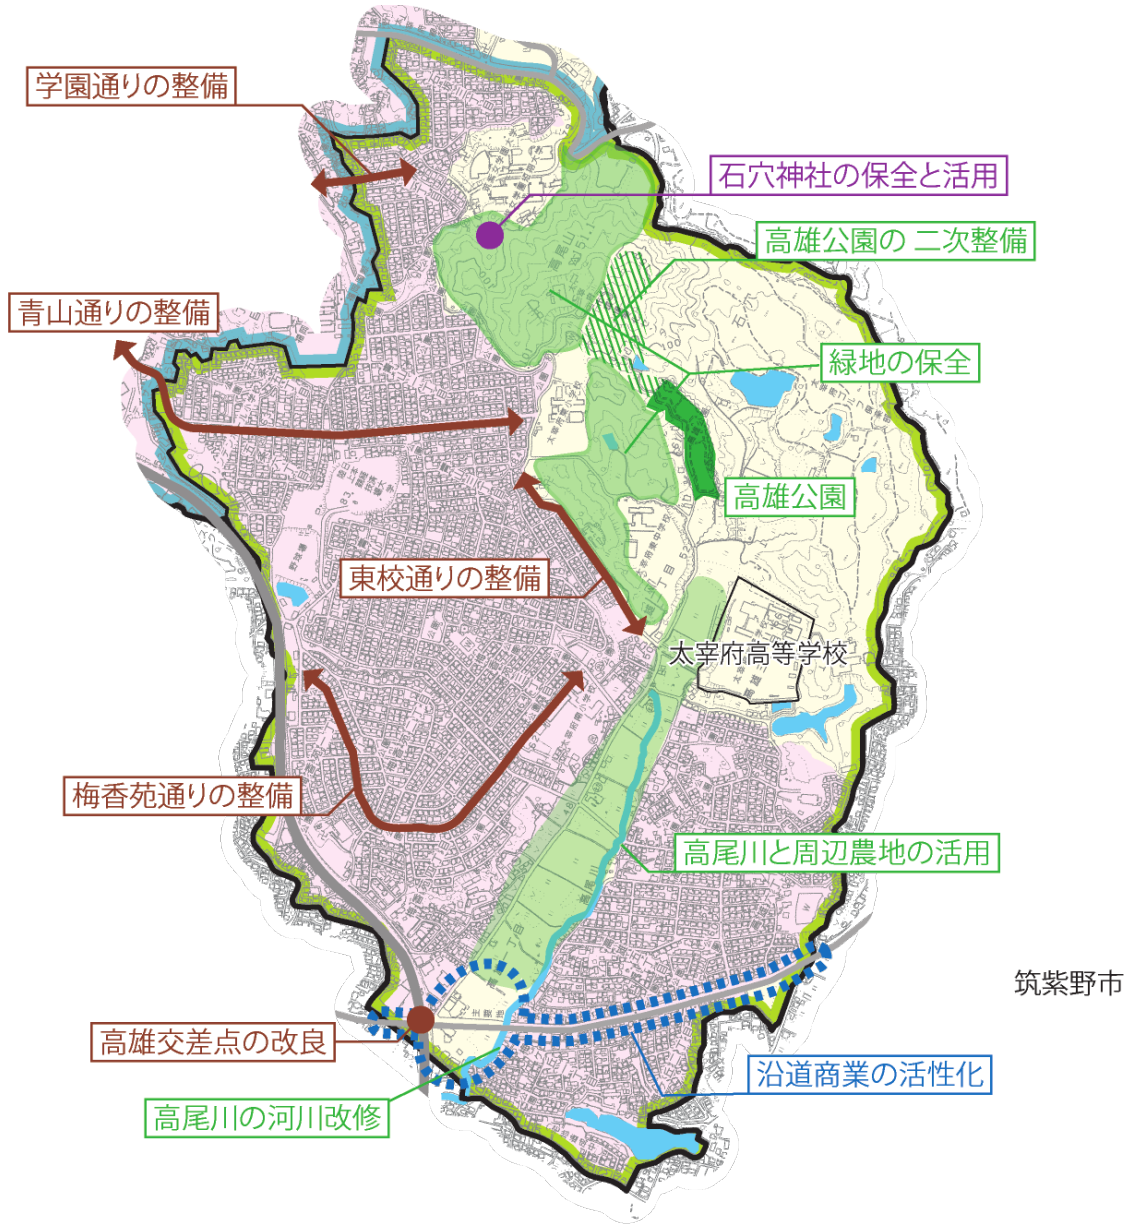 学園通りの整備
石穴神社の保全と活用
高雄公園の 二次整備
青山通りの整備
緑地の保全
高雄公園
東校通りの整備
太宰府高等学校
梅香苑通りの整備
高尾川と周辺農地の活用
筑紫野市
高雄交差点の改良
沿道商業の活性化
高尾川の河川改修